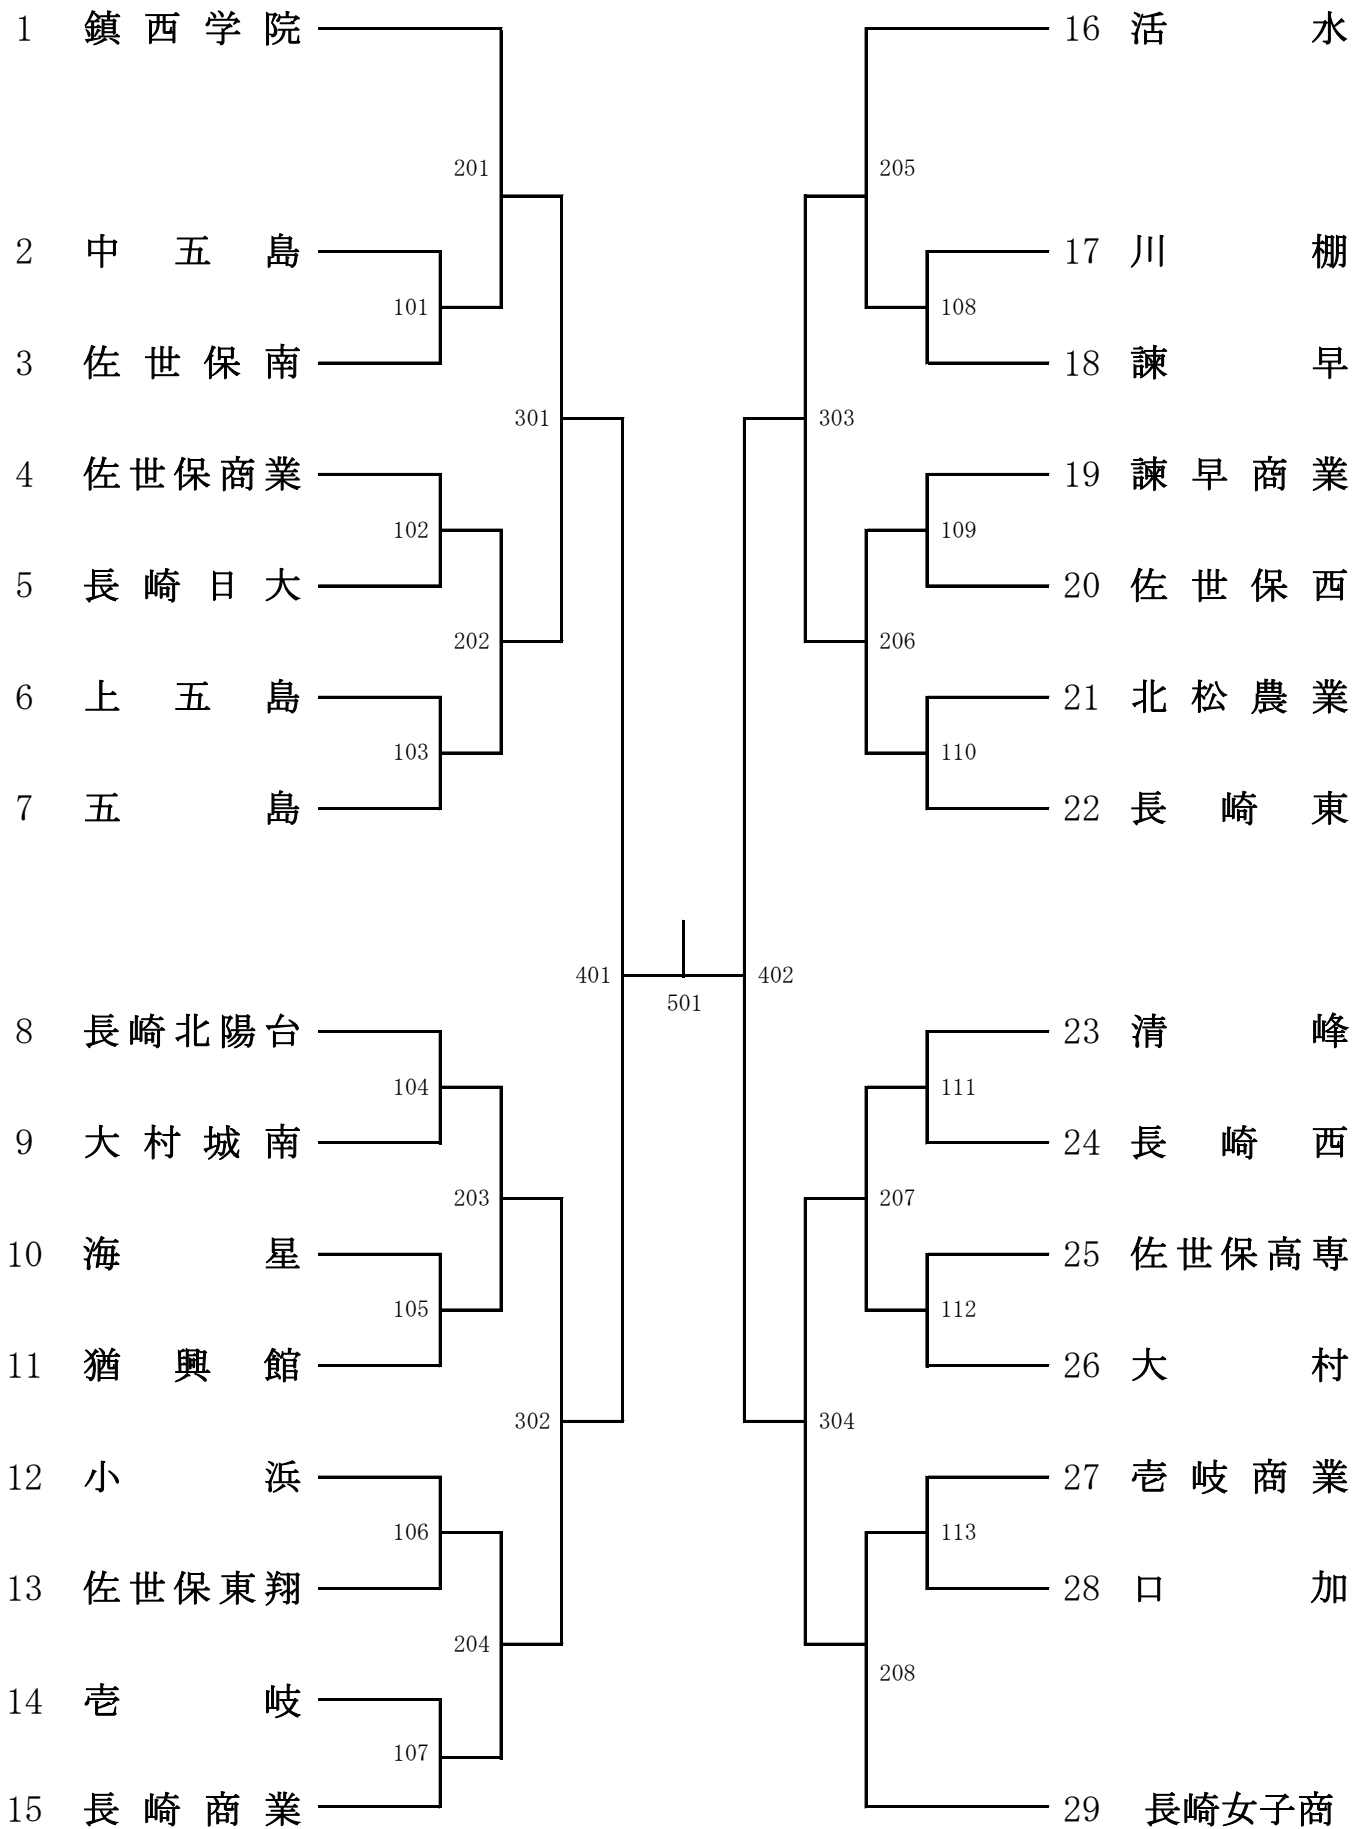 1 鎮西学院
201
2 中五島
101
3 佐世保南
301
4 佐世保商業
102
5 長崎日大
202
6 上五島
103
7 五島
401
8 長崎北陽台
104
9 大村城南
203
10 海星
105
11 猶興館
302
12 小浜
106
13 佐世保東翔
204
14 壱岐
107
15 長崎商業
501
16 活水
205
17 川棚
108
18 諫早
303
19 諫早商業
109
20 佐世保西
206
21 北松農業
110
22 長崎東
402
23 清峰
111
24 長崎西
207
25 佐世保高専
112
26 大村
304
27 壱岐商業
113
28 口加
208
29 長崎女子商